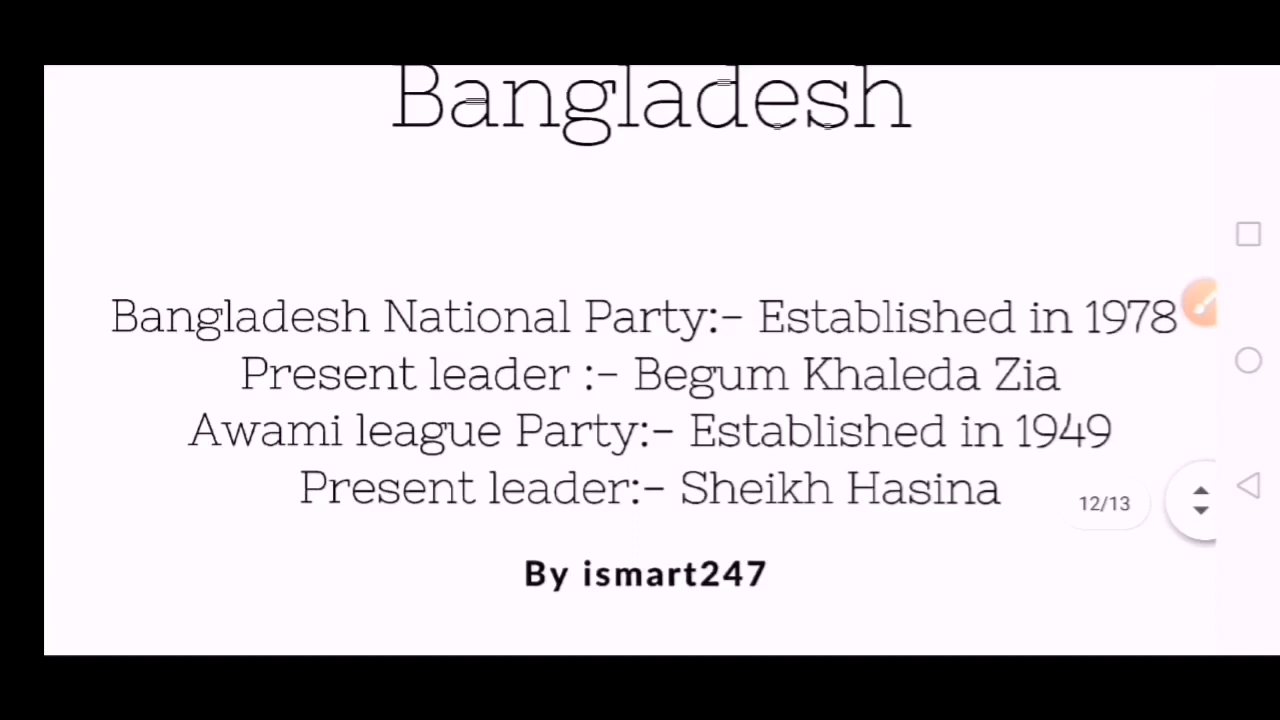 Bangladesh
Bangladesh National Party:- Established in 1978
Present leader :- Begum Khaleda Zia
Awami league Party:- Established in 1949
Present leader:- Sheikh Hasina
12/13
By ismart247